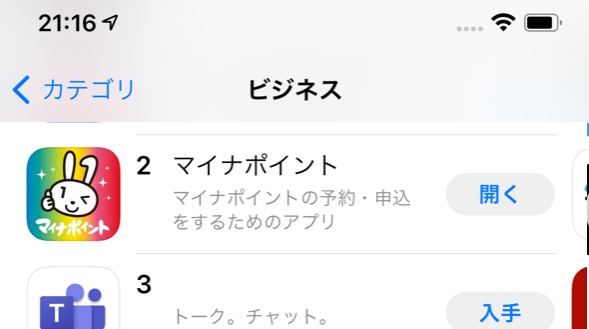 21:16
カテゴリ
ビジネス
マイナポイント
2 マイナポイント
マイナポイントの予約・申込
をするためのアプリ
開く
3
T
トーク。チャット。
入手